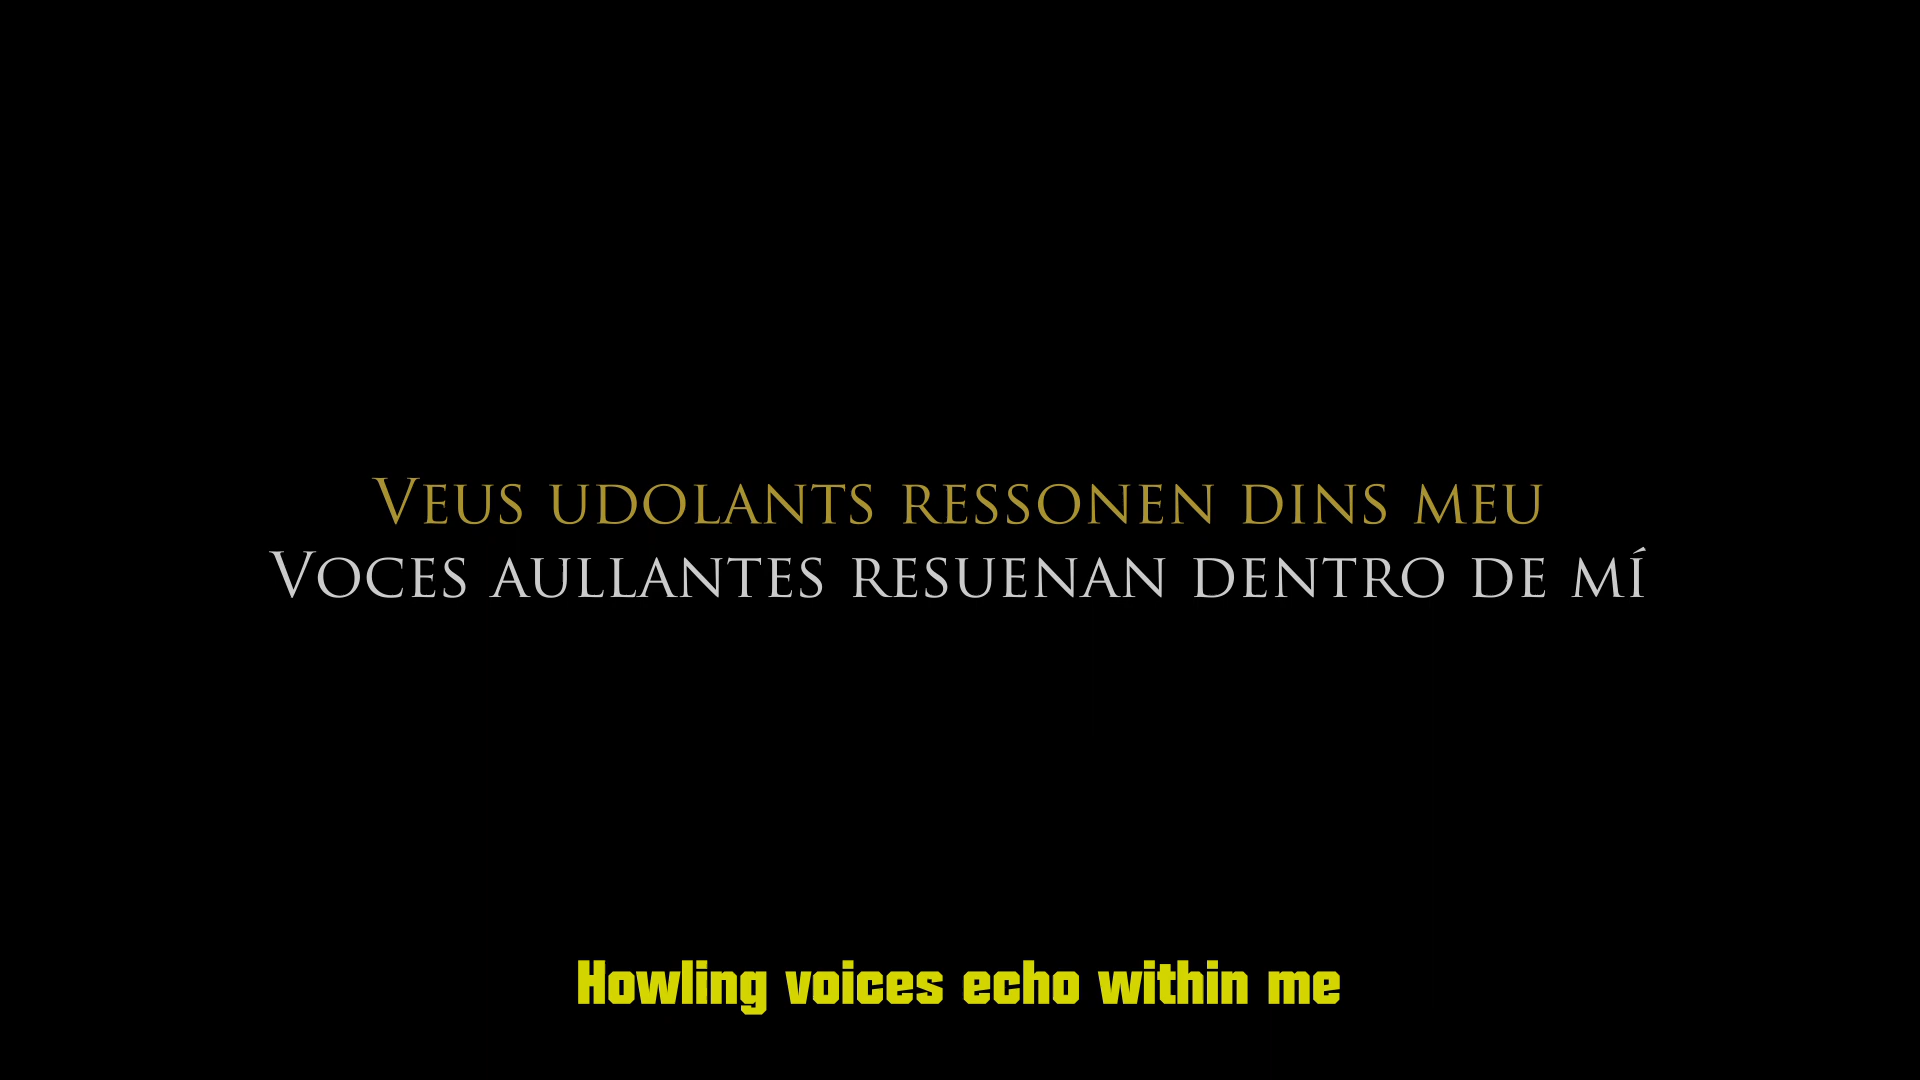 Veus udolants ressonen dins meu
Voces aullantes resuenan dentro de mí
Howling voices echo within me